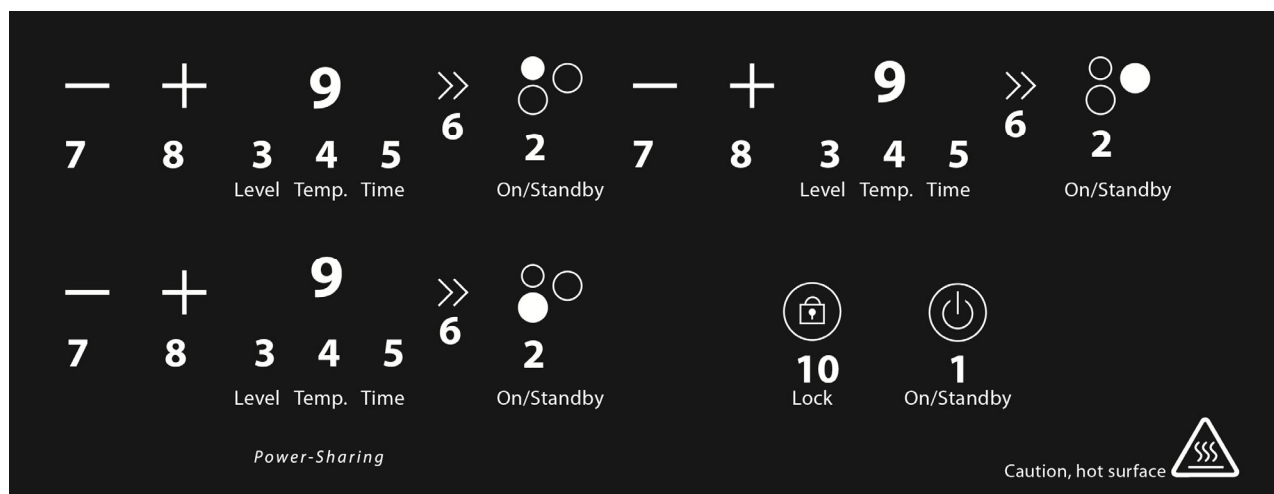 9 9
6 6
7 8 3 4 5 2 7 8 3 4 5 2
Level Temp. Time On/Standby Level Temp. Time On/Standby
9
6
7 8 3 4 5 2 10 1
Level Temp. Time On/Standby Lock On/Standby
Power-Sharing
Caution, hot surface